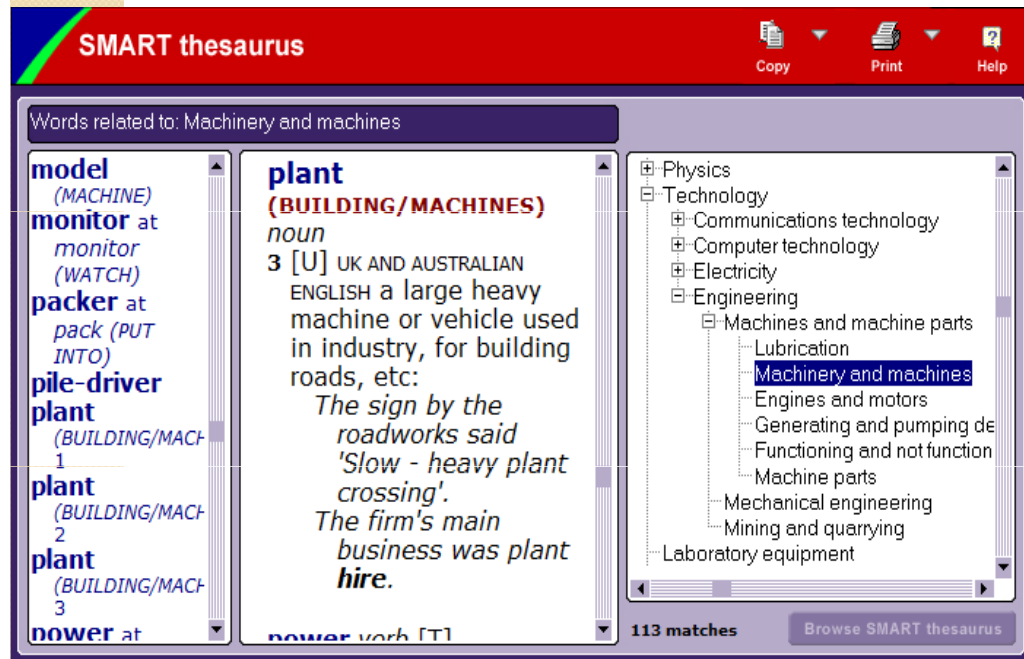 SMART thesaurus
Copy
Print
Help
Words related to: Machinery and machines
model
(MACHINE)
monitor at
monitor
(WATCH)
packer at
pack (PUT
INTO)
pile-driver
plant
(BUILDING/MACH
1
plant
(BUILDING/MACH
2
plant
(BUILDING/MACH
3
power at
plant
(BUILDING/MACHINES)
noun
3 [U] UK AND AUSTRALIAN
ENGLISH a large heavy
machine or vehicle used
in industry, for building
roads, etc:
The sign by the
roadworks said
'Slow - heavy plant
crossing'.
The firm's main
business was plant
hire.
power verb [T]
Physics
Technology
Communications technology
Computer technology
Electricity
Engineering
Machines and machine parts
Lubrication
Machinery and machines
Engines and motors
Generating and pumping de
Functioning and not function
Machine parts
Mechanical engineering
Mining and quarrying
Laboratory equipment
113 matches
Browse SMART thesaurus